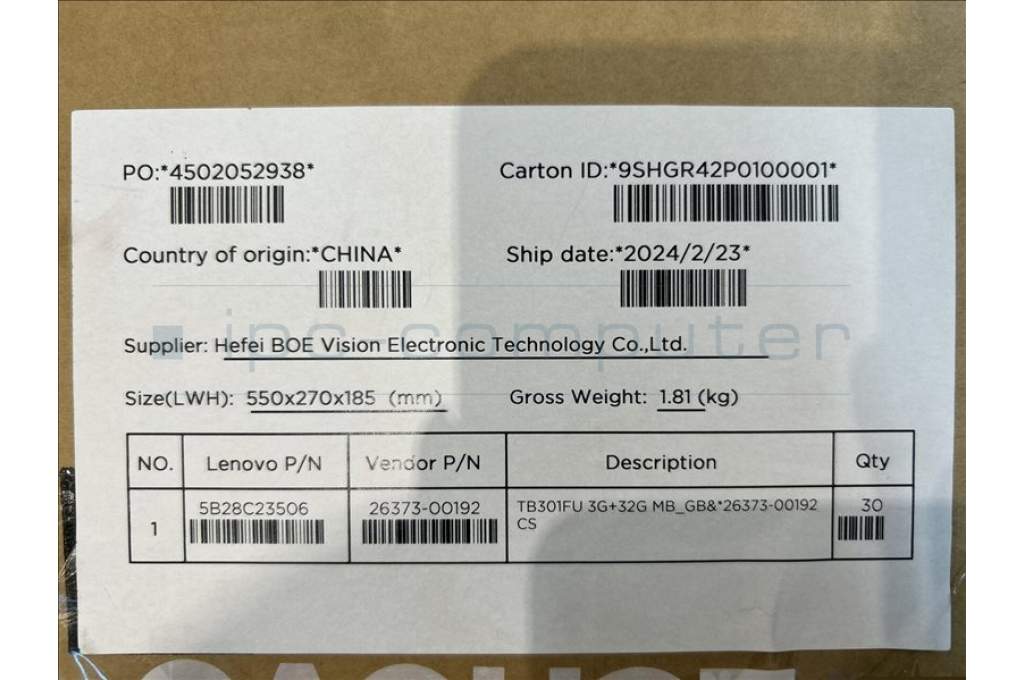 PO:*4502052938*
Carton ID:*9SHGR42P0100001*
Country of origin:*CHINA*
Ship date:*2024/2/23*
ipc-computer
Supplier: Hefei BOE Vision Electronic Technology Co.,Ltd.
Size(LWH): 550x270x185 (mm)
Gross Weight: 1.81 (kg)
NO. Lenovo P/N Vendor P/N Description Qty
1 5B28C23506 26373-00192 TB301FU 3G+32G MB_GB&*26373-00192 30
CS